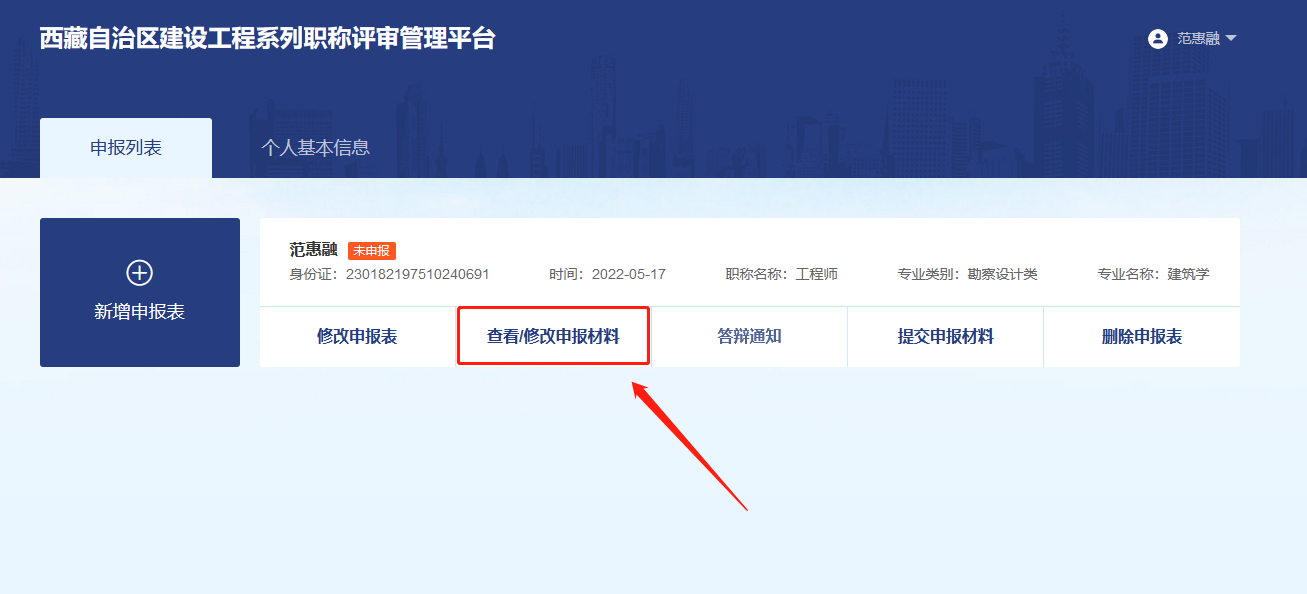 西藏自治区建设工程系列职称评审管理平台
范惠融
申报列表
个人基本信息
新增申报表
范惠融 未申报
身份证：230182197510240691 时间：2022-05-17 职称名称：工程师 专业类别：勘察设计类 专业名称：建筑学
修改申报表 查看/修改申报材料 答辩通知 提交申报材料 删除申报表